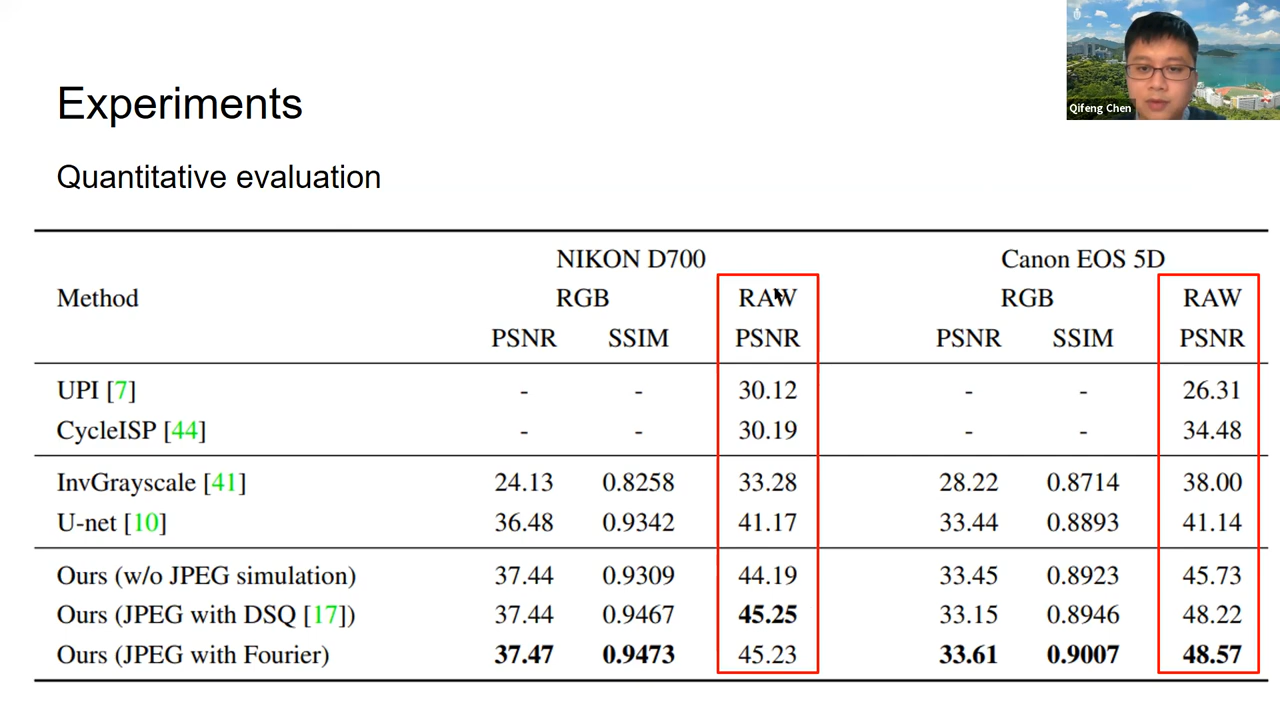 Qifeng Chen
Experiments
Quantitative evaluation
NIKON D700 Canon EOS 5D
Method RGB RAW RGB RAW
PSNR SSIM PSNR PSNR SSIM PSNR
UPI [7] - - 30.12 - - 26.31
CycleISP [44] - - 30.19 - - 34.48
InvGrayscale [41] 24.13 0.8258 33.28 28.22 0.8714 38.00
U-net [10] 36.48 0.9342 41.17 33.44 0.8893 41.14
Ours (w/o JPEG simulation) 37.44 0.9309 44.19 33.45 0.8923 45.73
Ours (JPEG with DSQ [17]) 37.44 0.9467 45.25 33.15 0.8946 48.22
Ours (JPEG with Fourier) 37.47 0.9473 45.23 33.61 0.9007 48.57